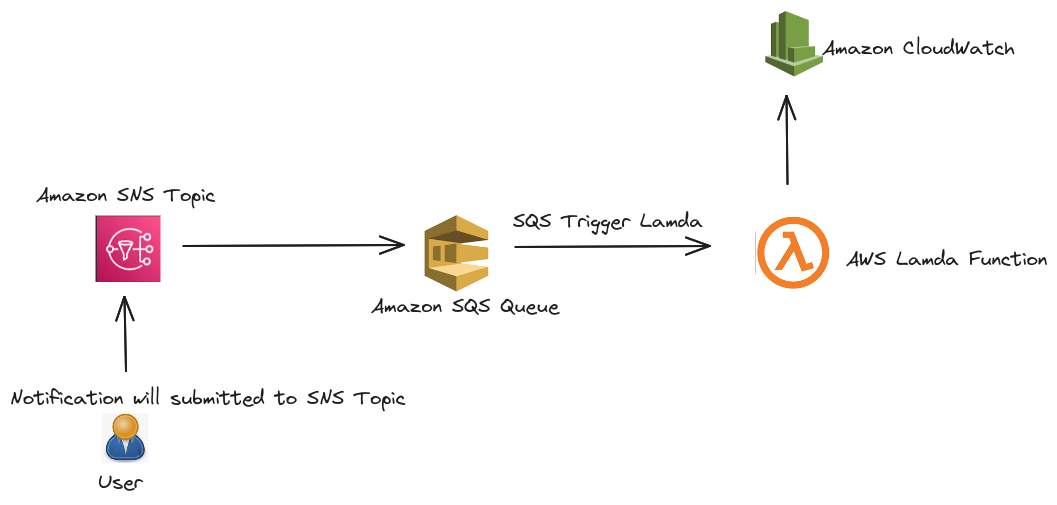 Amazon CloudWatch
Amazon SNS Topic
SQS Trigger Lamda
AWS Lamda Function
Amazon SQS Queue
Notification will submitted to SNS Topic
User